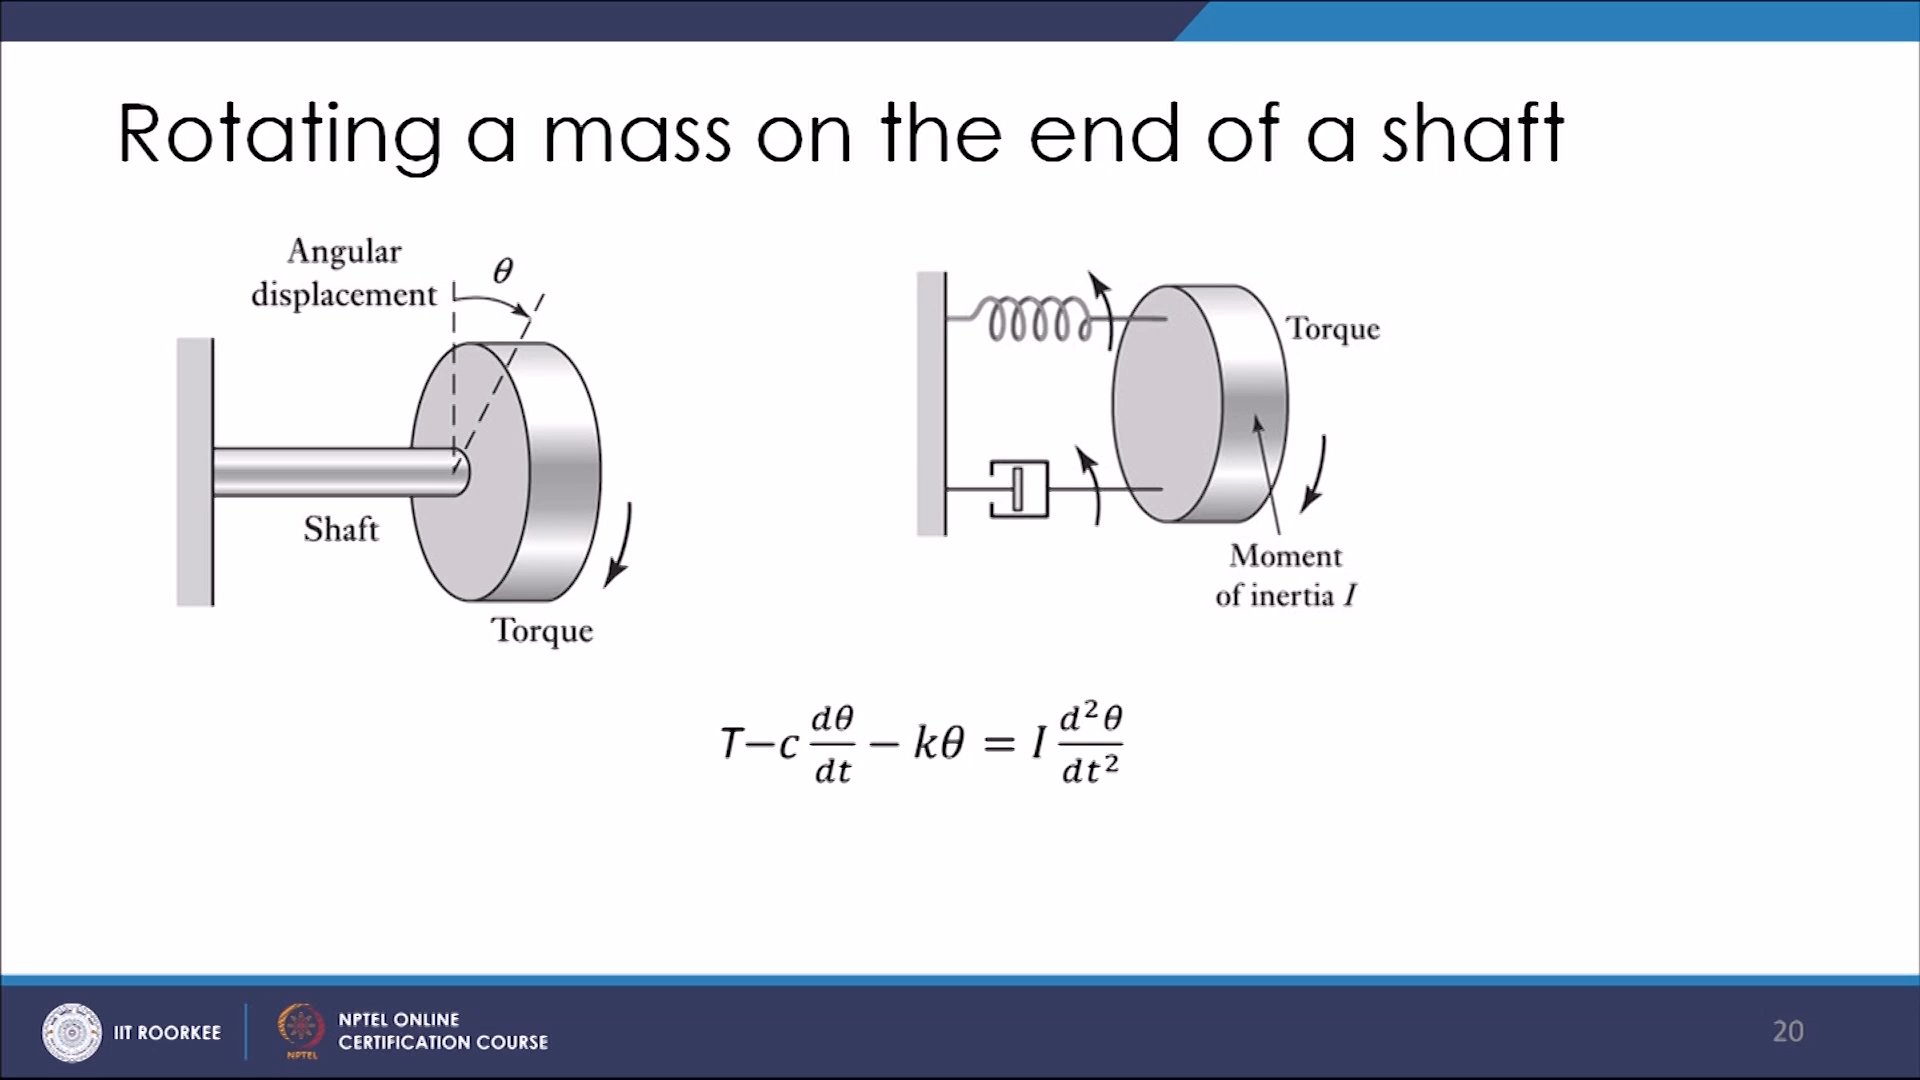 Rotating a mass on the end of a shaft
Angular
displacement
θ
Shaft
Torque
Torque
Moment
of inertia I
T−c dθ/dt − kθ = I d²θ/dt²
IIT ROORKEE
NPTEL
NPTEL ONLINE
CERTIFICATION COURSE
20